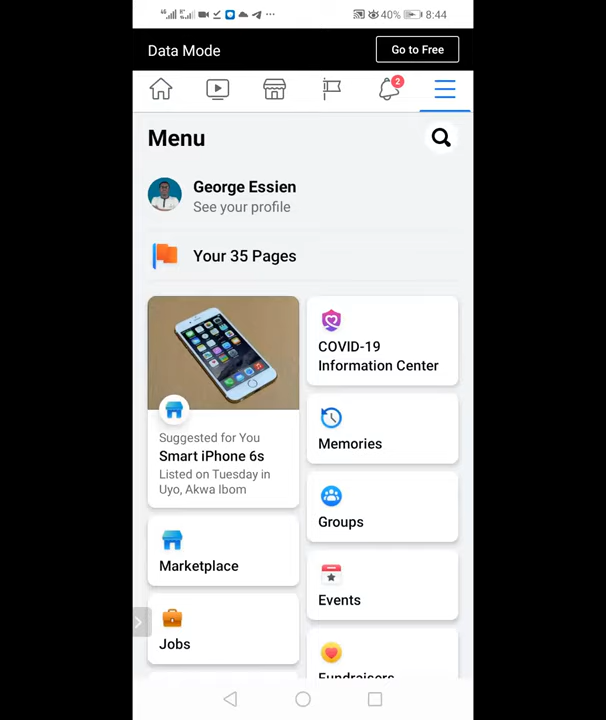 40% 8:44
Data Mode
Go to Free
2
Menu
George Essien
See your profile
Your 35 Pages
Suggested for You
Smart iPhone 6s
Listed on Tuesday in
Uyo, Akwa Ibom
Marketplace
Jobs
COVID-19
Information Center
Memories
Groups
Events
Fundraisers